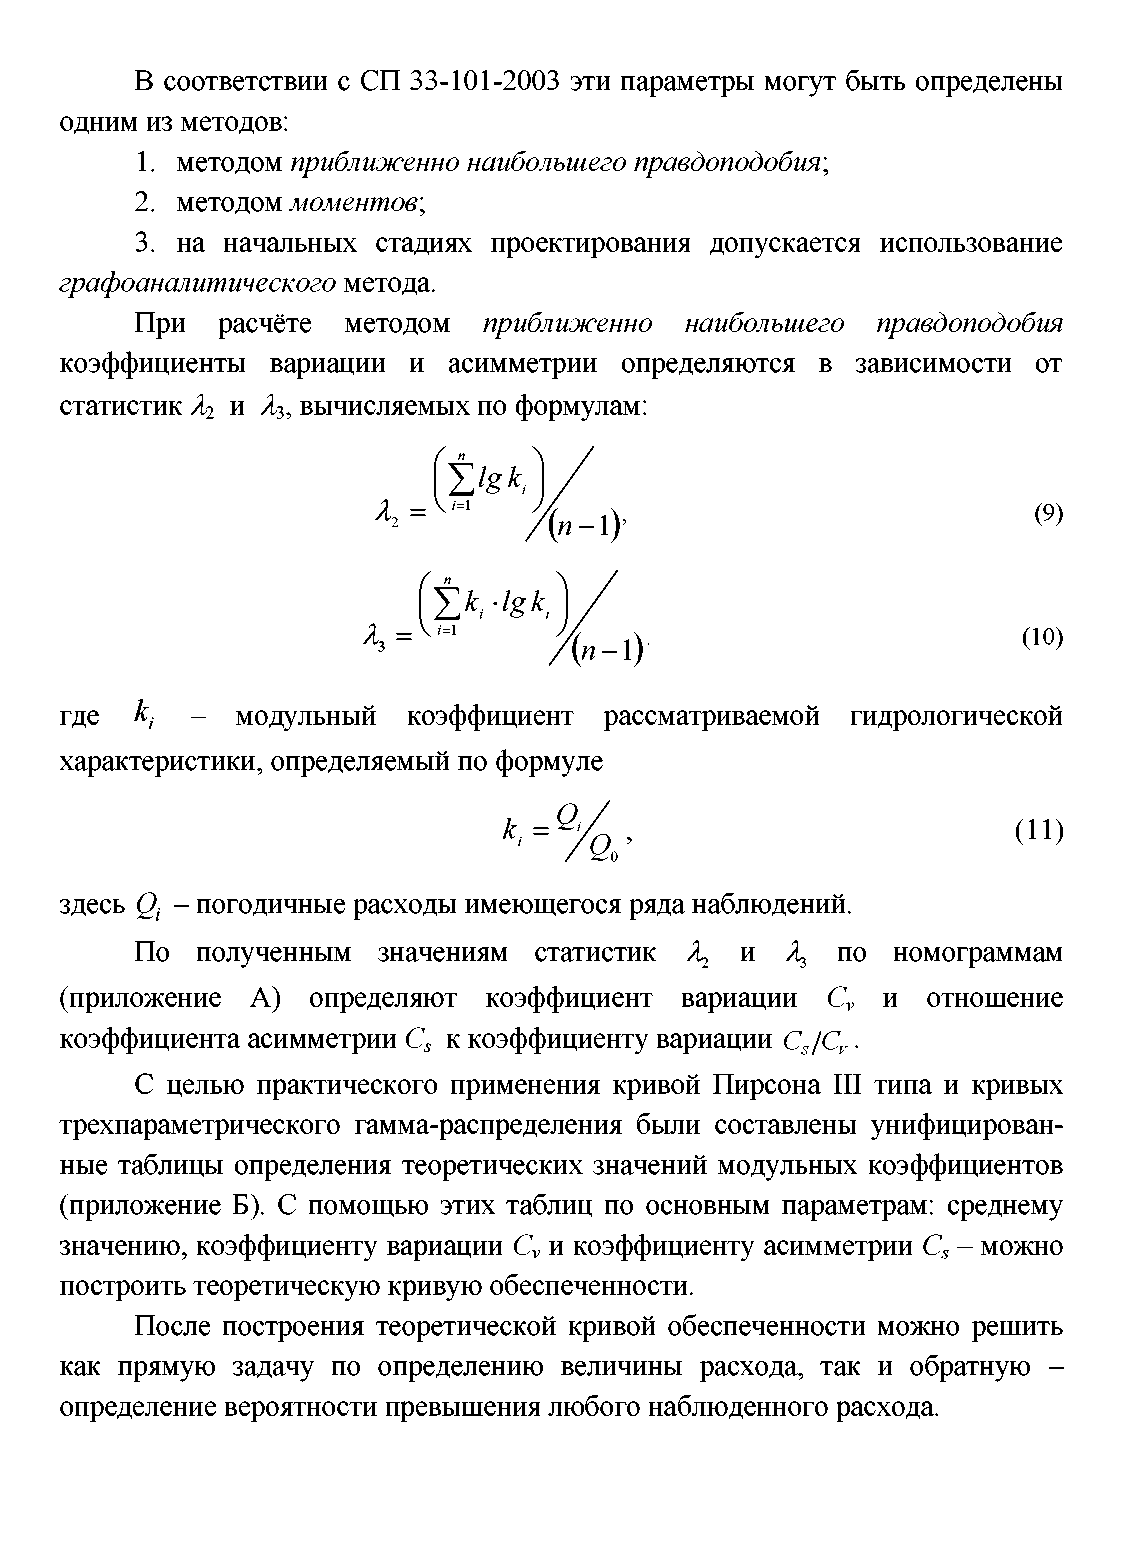 В соответствии с СП 33-101-2003 эти параметры могут быть определены
одним из методов:
1. методом приближенно наибольшего правдоподобия;
2. методом моментов;
3. на начальных стадиях проектирования допускается использование
графоаналитического метода.
При расчёте методом приближенно наибольшего правдоподобия
коэффициенты вариации и асимметрии определяются в зависимости от
статистик λ₂ и λ₃, вычисляемых по формулам:
λ₂ = (∑ⁿᵢ₌₁ lg kᵢ) / (n − 1), (9)
λ₃ = (∑ⁿᵢ₌₁ kᵢ · lg kᵢ) / (n − 1). (10)
где kᵢ – модульный коэффициент рассматриваемой гидрологической
характеристики, определяемый по формуле
kᵢ = Qᵢ / Q₀ , (11)
здесь Qᵢ – погодичные расходы имеющегося ряда наблюдений.
По полученным значениям статистик λ₂ и λ₃ по номограммам
(приложение А) определяют коэффициент вариации Cᵥ и отношение
коэффициента асимметрии Cₛ к коэффициенту вариации Cₛ/Cᵥ .
С целью практического применения кривой Пирсона III типа и кривых
трехпараметрического гамма-распределения были составлены унифицирован-
ные таблицы определения теоретических значений модульных коэффициентов
(приложение Б). С помощью этих таблиц по основным параметрам: среднему
значению, коэффициенту вариации Cᵥ и коэффициенту асимметрии Cₛ – можно
построить теоретическую кривую обеспеченности.
После построения теоретической кривой обеспеченности можно решить
как прямую задачу по определению величины расхода, так и обратную –
определение вероятности превышения любого наблюденного расхода.